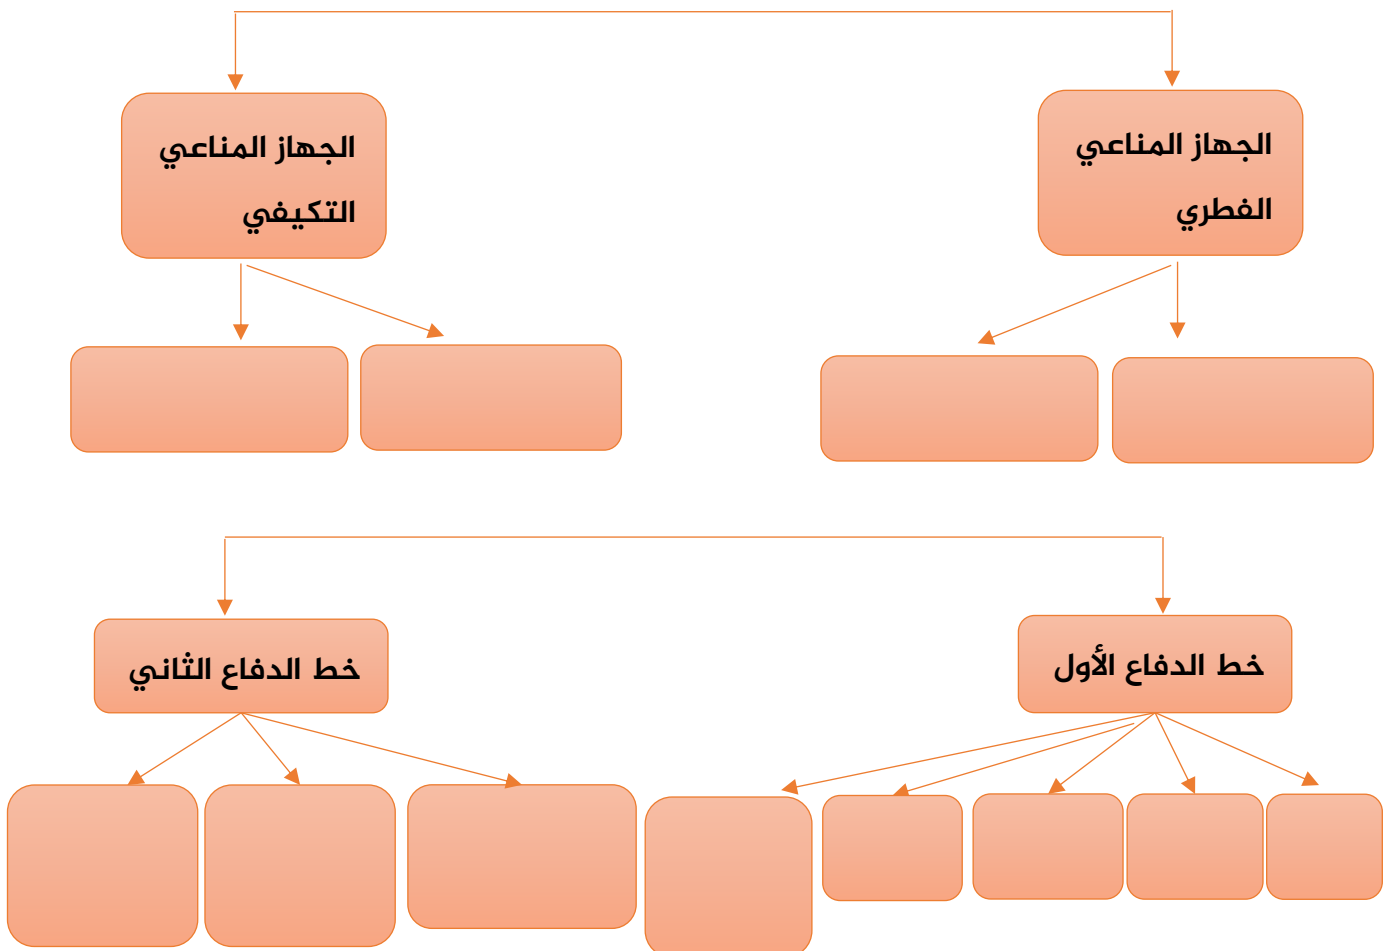 الجهاز المناعي
الفطري
الجهاز المناعي
التكيفي
خط الدفاع الأول
خط الدفاع الثاني